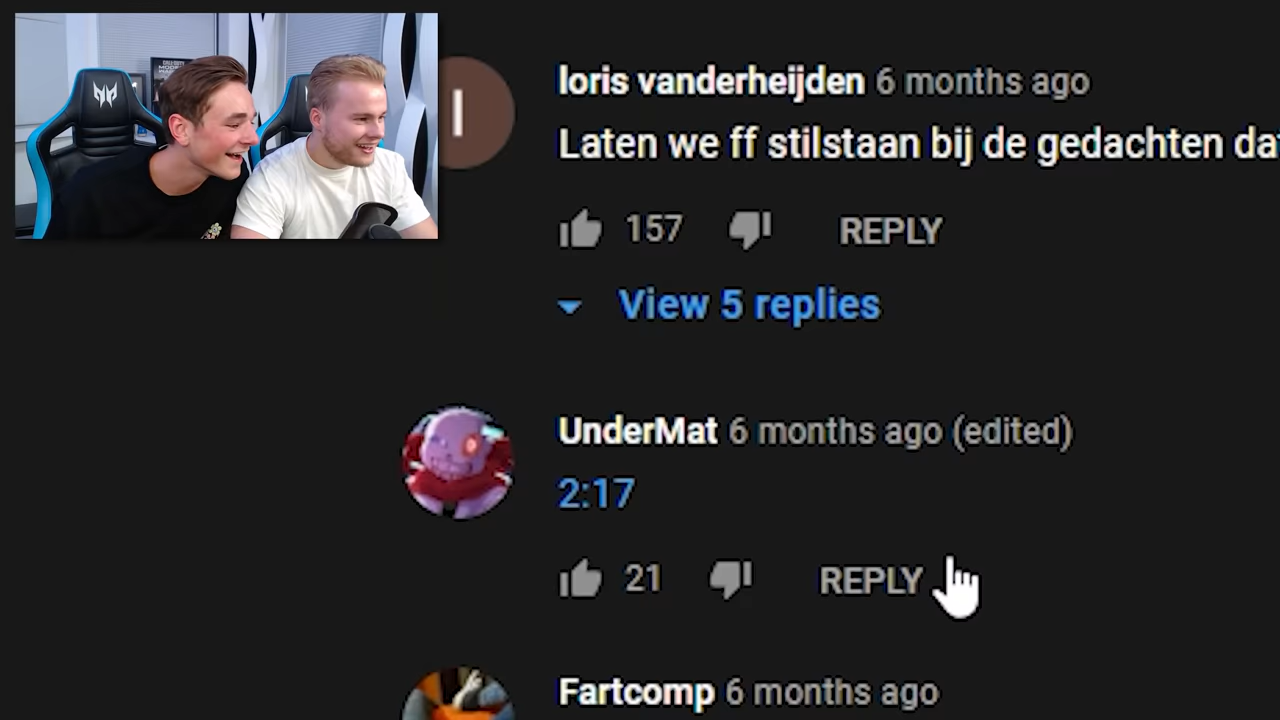 loris vanderheijden 6 months ago
Laten we ff stilstaan bij de gedachten da
157 REPLY
View 5 replies
UnderMat 6 months ago (edited)
2:17
21 REPLY
Fartcomp 6 months ago
l